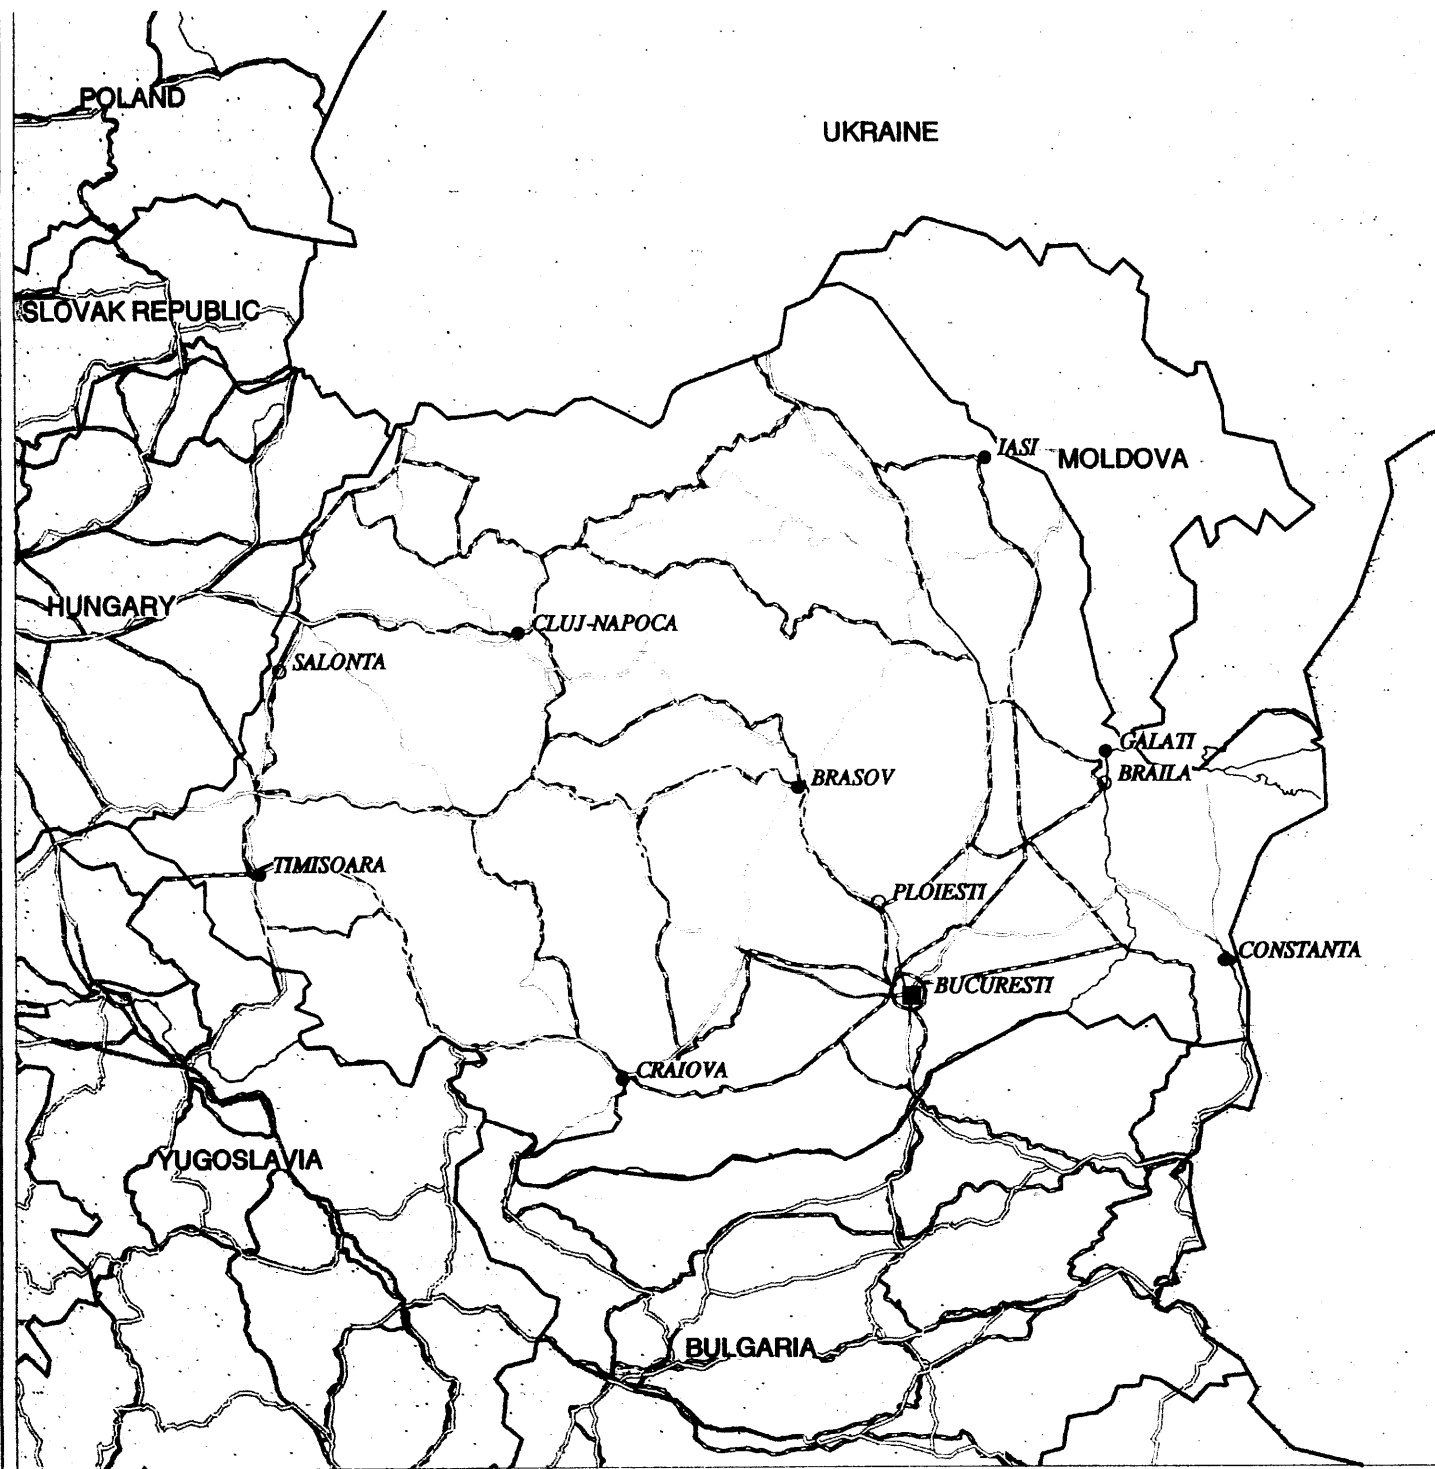 POLAND
UKRAINE
SLOVAK REPUBLIC
IASI
MOLDOVA
HUNGARY
CLUJ-NAPOCA
SALONTA
GALATI
BRAILA
BRASOV
TIMISOARA
PLOIESTI
CONSTANTA
BUCURESTI
CRAIOVA
YUGOSLAVIA
BULGARIA